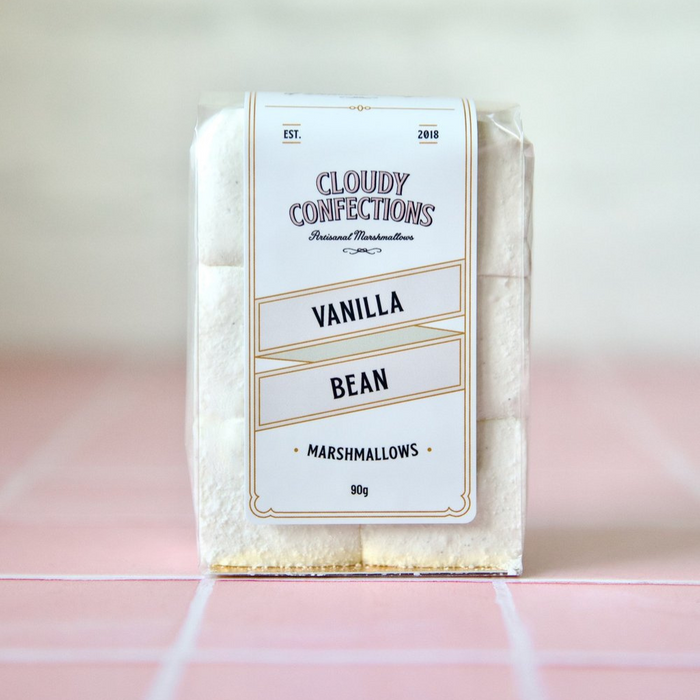 EST. 2018
CLOUDY
CONFECTIONS
Artisanal Marshmallows
VANILLA
BEAN
• MARSHMALLOWS •
90g